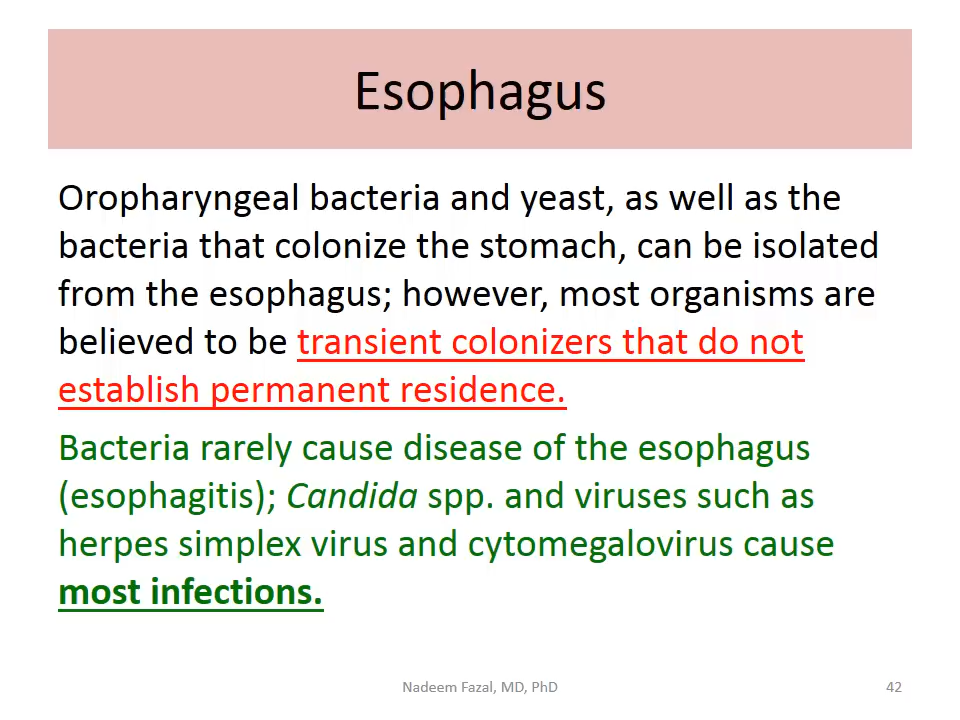 Esophagus
Oropharyngeal bacteria and yeast, as well as the
bacteria that colonize the stomach, can be isolated
from the esophagus; however, most organisms are
believed to be transient colonizers that do not
establish permanent residence.
Bacteria rarely cause disease of the esophagus
(esophagitis); Candida spp. and viruses such as
herpes simplex virus and cytomegalovirus cause
most infections.
Nadeem Fazal, MD, PhD
42